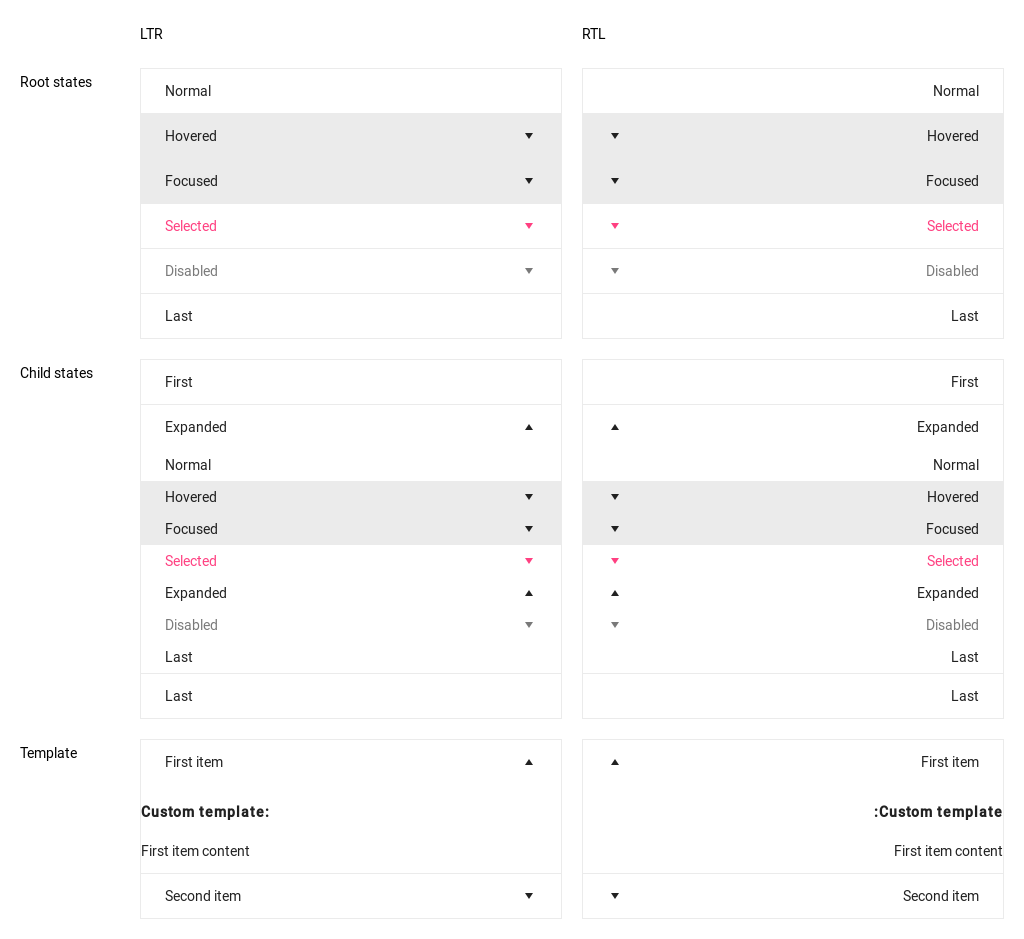 LTR RTL
Root states
Normal Normal
Hovered Hovered
Focused Focused
Selected Selected
Disabled Disabled
Last Last
Child states
First First
Expanded Expanded
Normal Normal
Hovered Hovered
Focused Focused
Selected Selected
Expanded Expanded
Disabled Disabled
Last Last
Last Last
Template
First item First item
Custom template: :Custom template
First item content First item content
Second item Second item